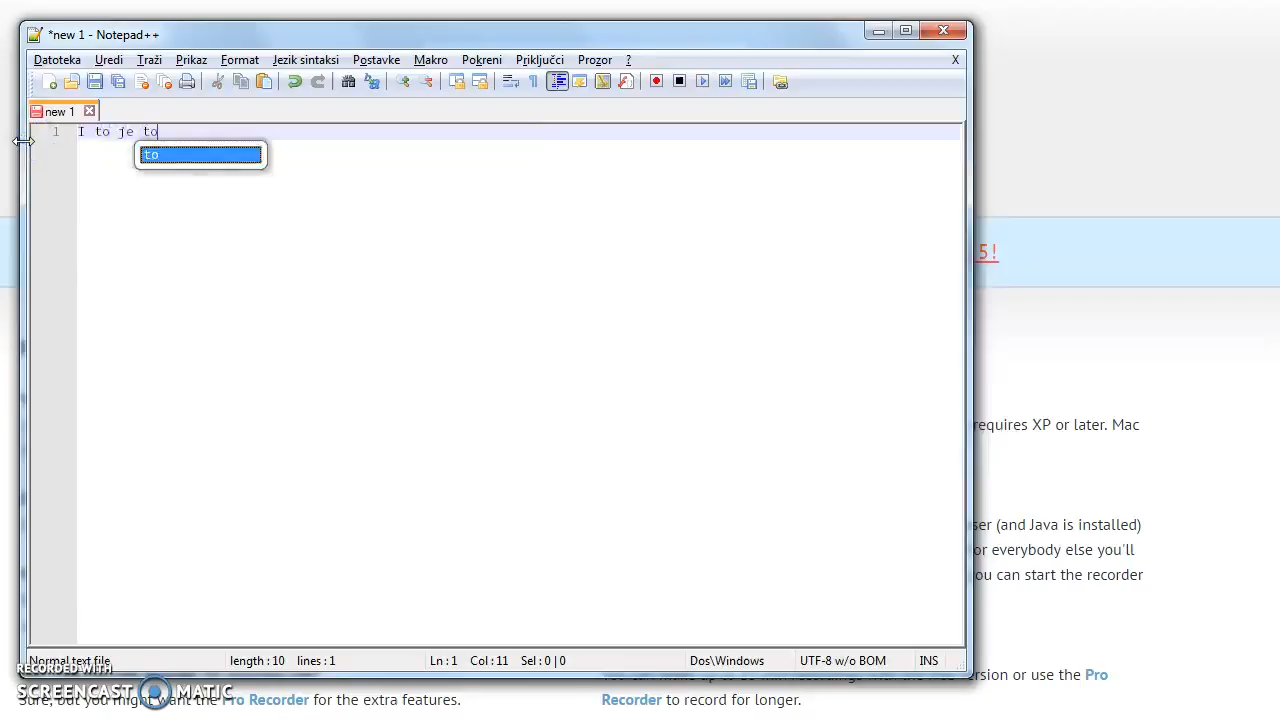 *new 1 - Notepad++
Datoteka Uredi Traži Prikaz Format Jezik sintaksi Postavke Makro Pokreni Priključci Prozor ? X
new 1
1 I to je to
to
5!
requires XP or later. Mac
ser (and Java is installed)
or everybody else you'll
ou can start the recorder
Normal text file length : 10 lines : 1 Ln : 1 Col : 11 Sel : 0 | 0 Dos\Windows UTF-8 w/o BOM INS
RECORDED WITH
SCREENCAST MATIC
rsion or use the Pro
Sure, but you might want the Pro Recorder for the extra features.
Recorder to record for longer.